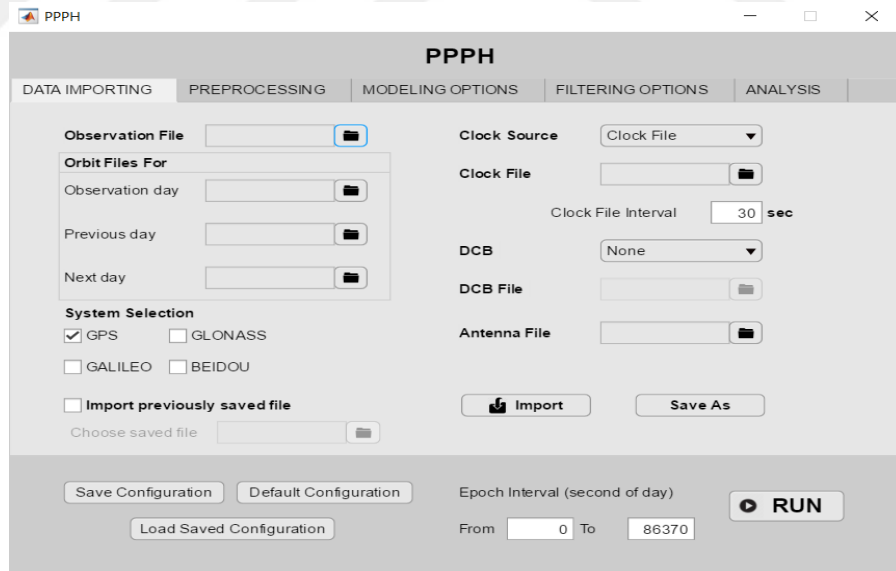 PPPH
PPPH
DATA IMPORTING PREPROCESSING MODELING OPTIONS FILTERING OPTIONS ANALYSIS
Observation File
Orbit Files For
Observation day
Previous day
Next day
System Selection
GPS GLONASS
GALILEO BEIDOU
Import previously saved file
Choose saved file
Clock Source Clock File
Clock File
Clock File Interval 30 sec
DCB None
DCB File
Antenna File
Import Save As
Save Configuration Default Configuration
Load Saved Configuration
Epoch Interval (second of day)
From 0 To 86370
RUN